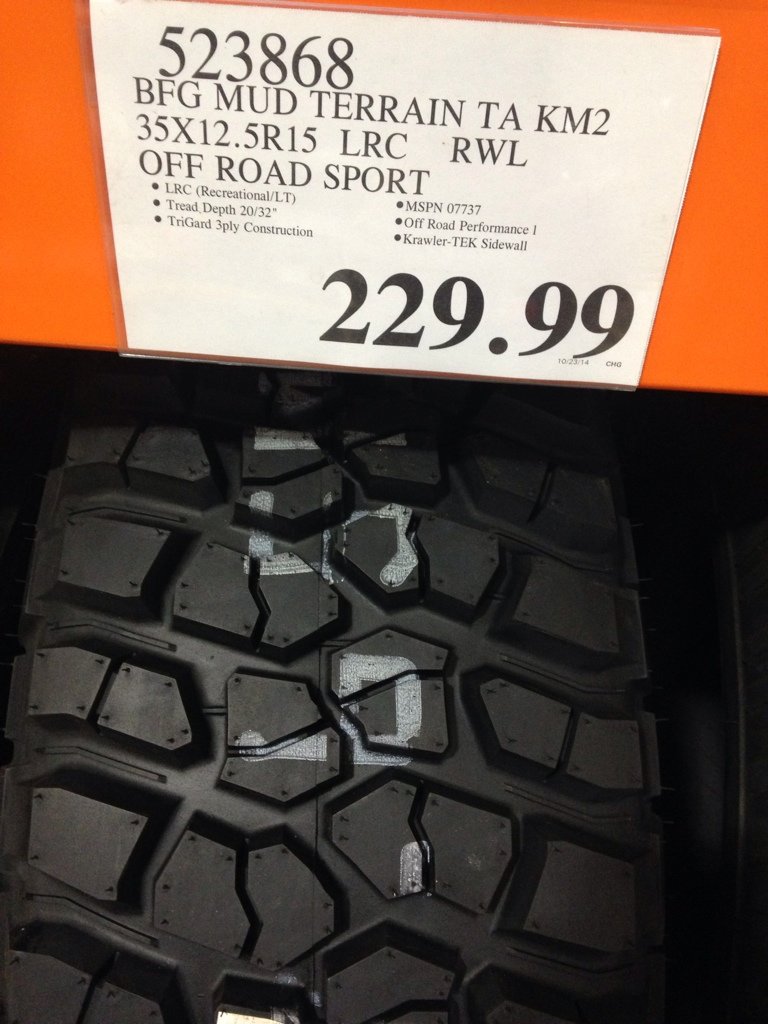 523868
BFG MUD TERRAIN TA KM2
35X12.5R15 LRC RWL
OFF ROAD SPORT
• LRC (Recreational/LT)
• Tread Depth 20/32"
• TriGard 3ply Construction
•MSPN 07737
•Off Road Performance 1
•Krawler-TEK Sidewall
229.99
10/23/14 CHG